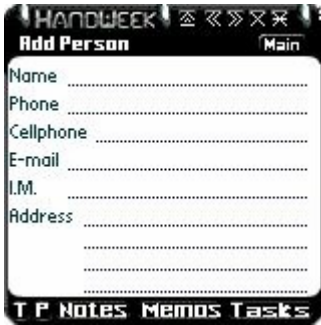 HANDWEEK
Add Person Main
Name
Phone
Cellphone
E-mail
I.M.
Address
T P Notes Memos Tasks